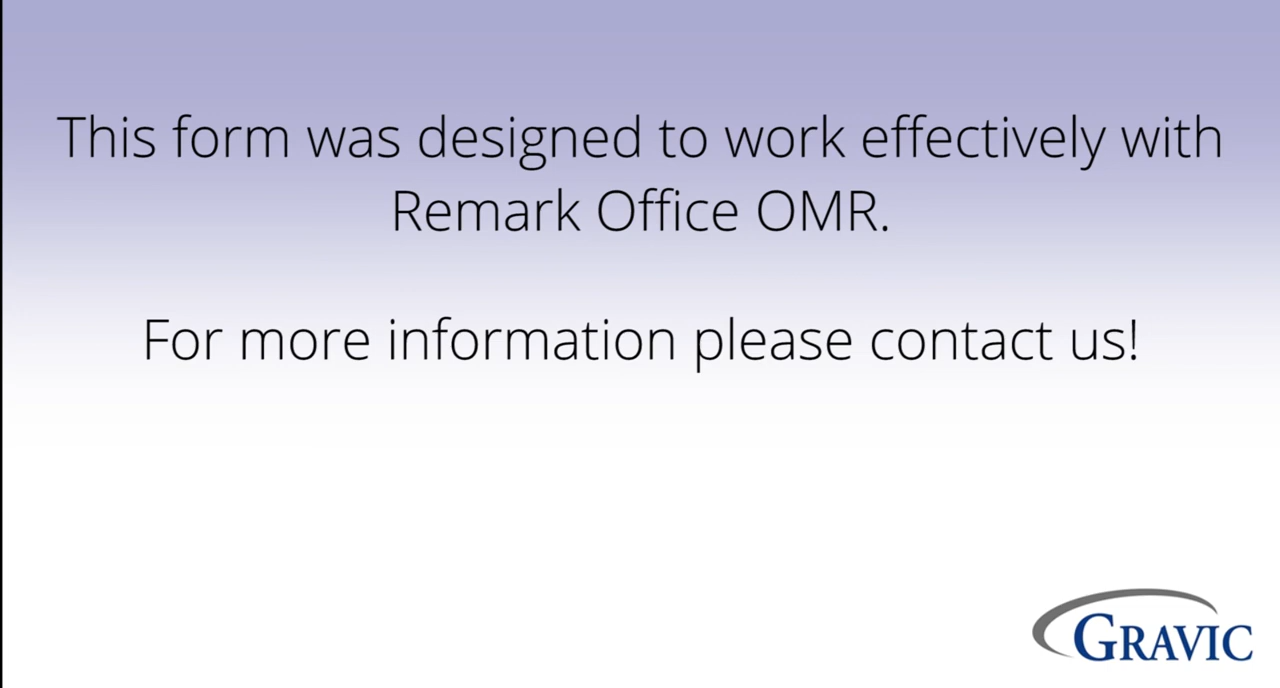 This form was designed to work effectively with
Remark Office OMR.
For more information please contact us!
GRAVIC